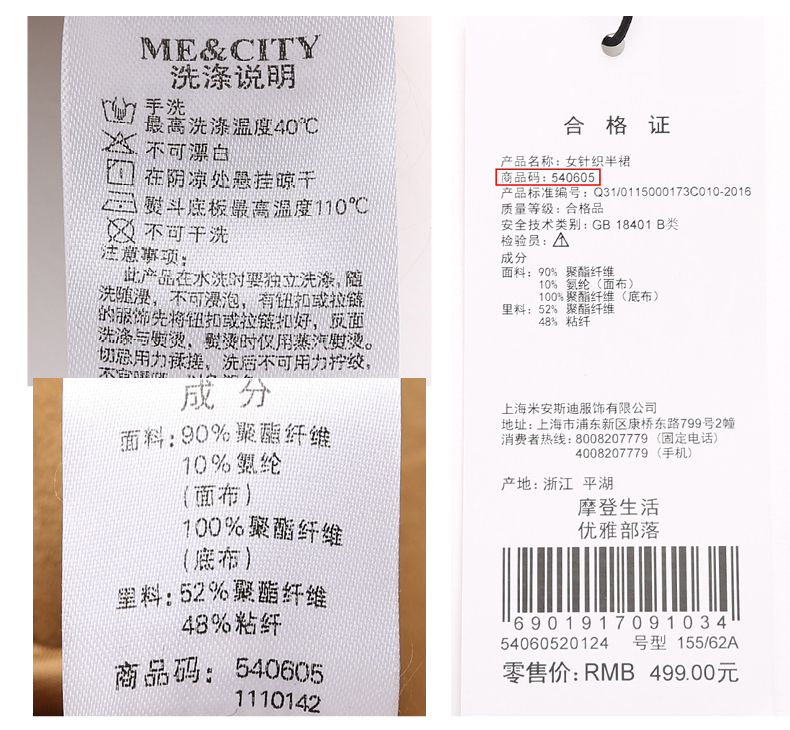 ME&CITY
洗涤说明
手洗
最高洗涤温度40℃
不可漂白
在阴凉处悬挂晾干
熨斗底板最高温度110℃
不可干洗
注意事项:
此产品在水洗时要独立洗涤,随
洗随浸,不可浸泡,有钮扣或拉链
的服饰先将钮扣或拉链扣好,反面
洗涤与熨烫,熨烫时仅用蒸汽熨烫。
切忌用力揉搓,洗后不可用力拧绞,
成分
面料:90%聚酯纤维
10%氨纶
(面布)
100%聚酯纤维
(底布)
里料:52%聚酯纤维
48%粘纤
商品码: 540605
1110142
合格证
产品名称: 女针织半裙
商品码: 540605
产品标准编号: Q31/0115000173C010-2016
质量等级: 合格品
安全技术类别: GB 18401 B类
检验员:
成分
面料: 90% 聚酯纤维
10% 氨纶(面布)
100%聚酯纤维(底布)
里料: 52% 聚酯纤维
48% 粘纤
上海米安斯迪服饰有限公司
地址: 上海市浦东新区康桥东路799号2幢
消费者热线: 8008207779 (固定电话)
4008207779 (手机)
产地: 浙江 平湖
摩登生活
优雅部落
6901917091034
54060520124 号型 155/62A
零售价: RMB 499.00元